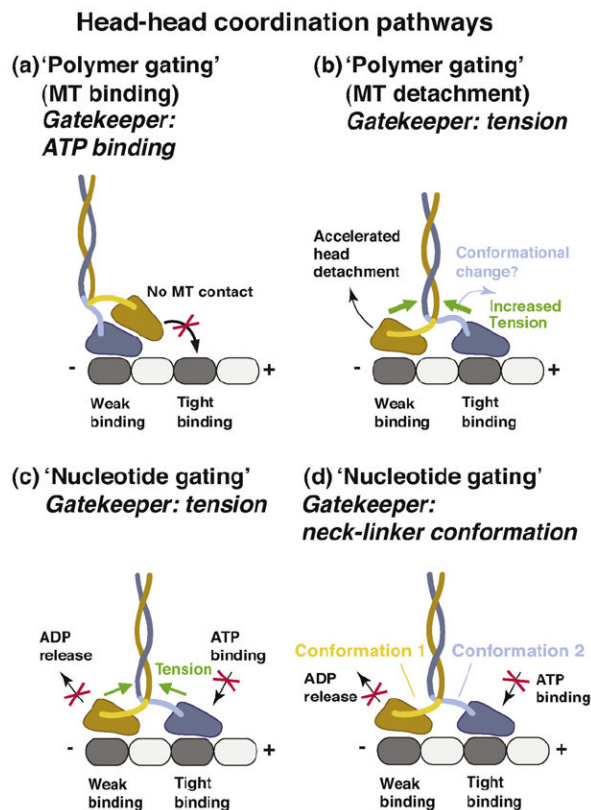 Head-head coordination pathways
(a) 'Polymer gating'
(MT binding)
Gatekeeper:
ATP binding
No MT contact
- +
Weak binding
Tight binding
(b) 'Polymer gating'
(MT detachment)
Gatekeeper: tension
Accelerated
head
detachment
Conformational
change?
Increased
Tension
- +
Weak binding
Tight binding
(c) 'Nucleotide gating'
Gatekeeper: tension
ADP
release
Tension
ATP
binding
- +
Weak binding
Tight binding
(d) 'Nucleotide gating'
Gatekeeper:
neck-linker conformation
Conformation 1
Conformation 2
ADP
release
ATP
binding
- +
Weak binding
Tight binding